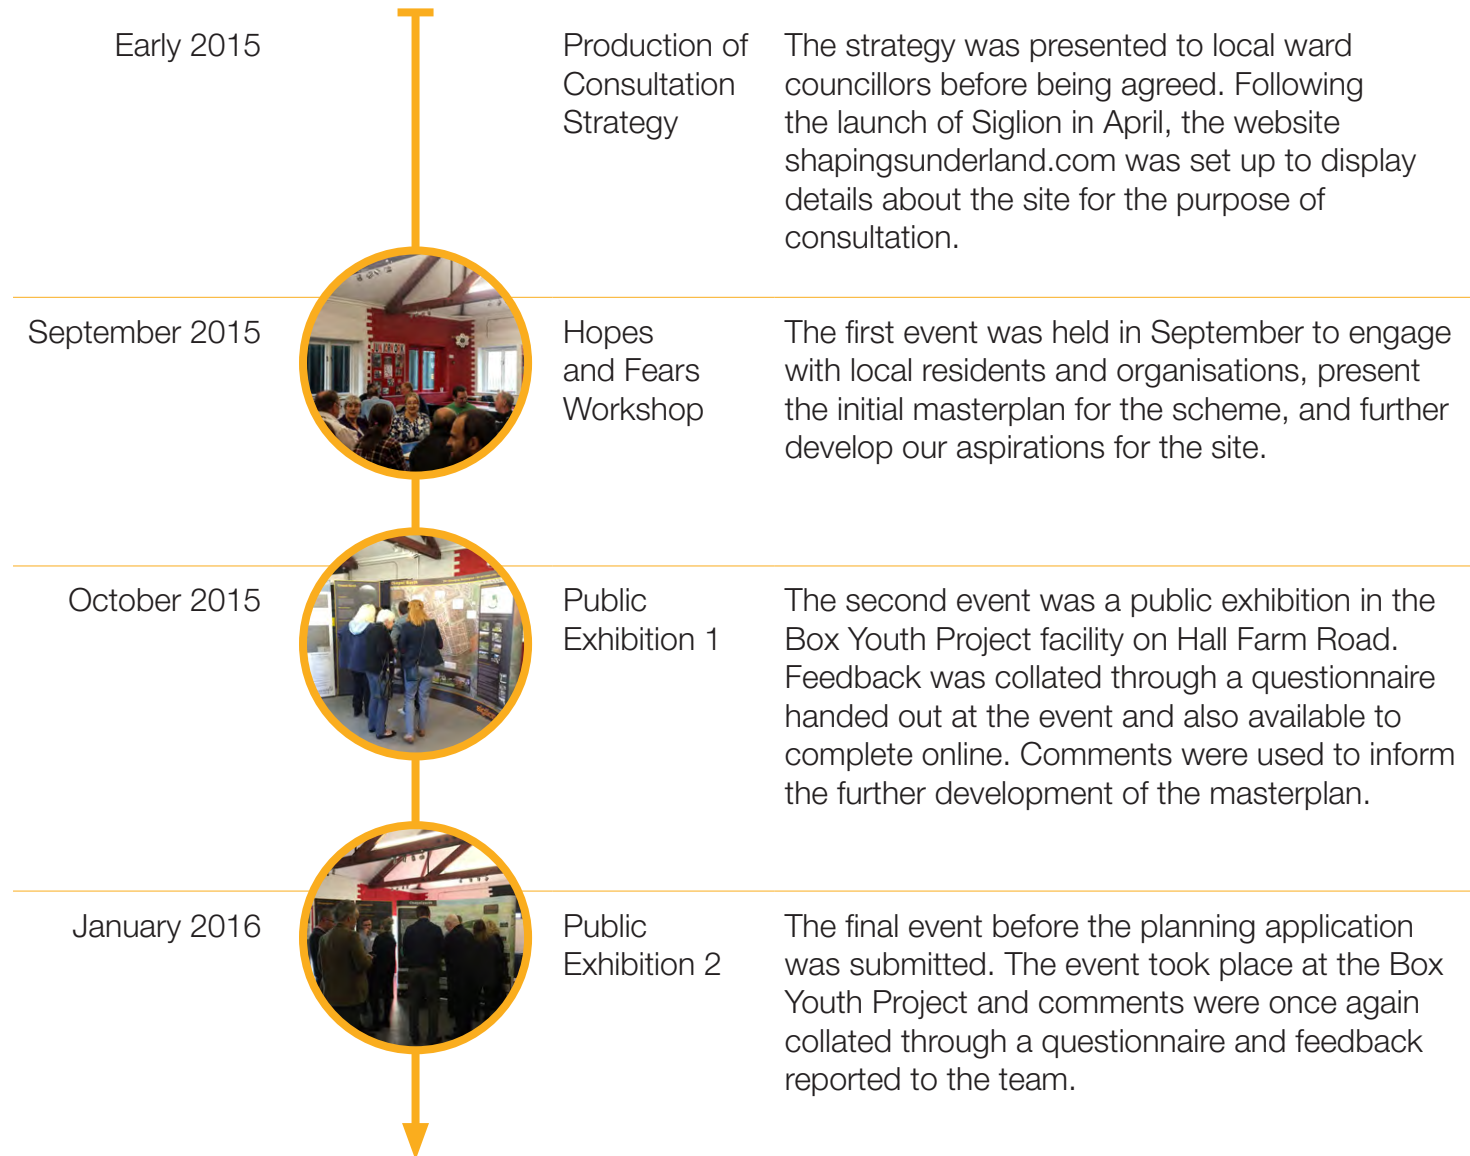 Early 2015
Production of
Consultation
Strategy
The strategy was presented to local ward
councillors before being agreed. Following
the launch of Siglion in April, the website
shapingsunderland.com was set up to display
details about the site for the purpose of
consultation.
September 2015
Hopes
and Fears
Workshop
The first event was held in September to engage
with local residents and organisations, present
the initial masterplan for the scheme, and further
develop our aspirations for the site.
October 2015
Public
Exhibition 1
The second event was a public exhibition in the
Box Youth Project facility on Hall Farm Road.
Feedback was collated through a questionnaire
handed out at the event and also available to
complete online. Comments were used to inform
the further development of the masterplan.
January 2016
Public
Exhibition 2
The final event before the planning application
was submitted. The event took place at the Box
Youth Project and comments were once again
collated through a questionnaire and feedback
reported to the team.